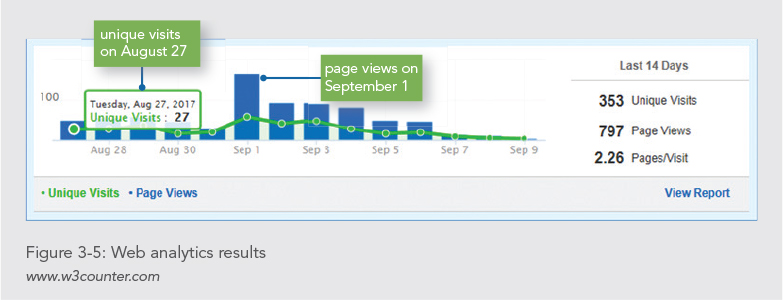 unique visits
on August 27
page views on
September 1
100
Tuesday, Aug 27, 2017
Unique Visits : 27
Aug 28
Aug 30
Sep 1
Sep 3
Sep 5
Sep 7
Sep 9
Last 14 Days
353 Unique Visits
797 Page Views
2.26 Pages/Visit
• Unique Visits • Page Views
View Report
Figure 3-5: Web analytics results
www.w3counter.com